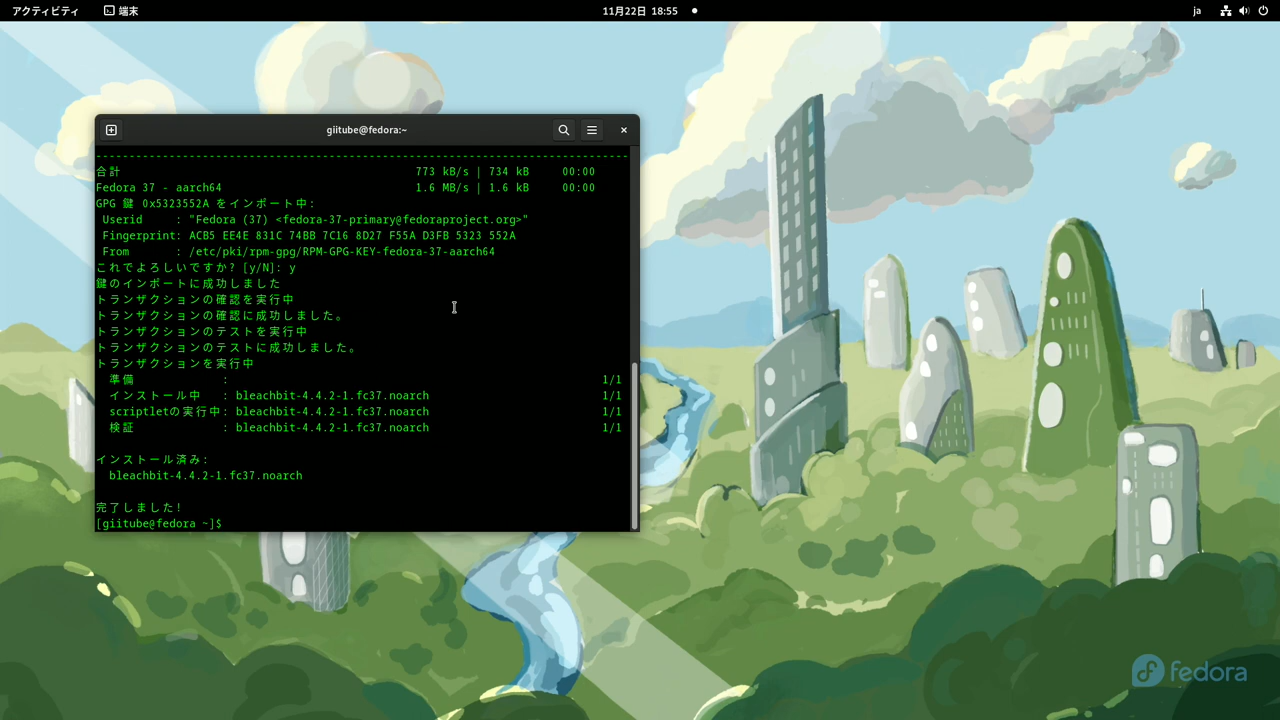 アクティビティ 端末 11月22日 18:55 ja
giitube@fedora:~
--------------------------------------------------------------------------------
合計 773 kB/s | 734 kB 00:00
Fedora 37 - aarch64 1.6 MB/s | 1.6 kB 00:00
GPG 鍵 0x5323552A をインポート中:
Userid : "Fedora (37) <fedora-37-primary@fedoraproject.org>"
Fingerprint: ACB5 EE4E 831C 74BB 7C16 8D27 F55A D3FB 5323 552A
From : /etc/pki/rpm-gpg/RPM-GPG-KEY-fedora-37-aarch64
これでよろしいですか? [y/N]: y
鍵のインポートに成功しました
トランザクションの確認を実行中
トランザクションの確認に成功しました。
トランザクションのテストを実行中
トランザクションのテストに成功しました。
トランザクションを実行中
準備 : 1/1
インストール中 : bleachbit-4.4.2-1.fc37.noarch 1/1
scriptletの実行中: bleachbit-4.4.2-1.fc37.noarch 1/1
検証 : bleachbit-4.4.2-1.fc37.noarch 1/1
インストール済み:
bleachbit-4.4.2-1.fc37.noarch
完了しました!
[giitube@fedora ~]$
fedora